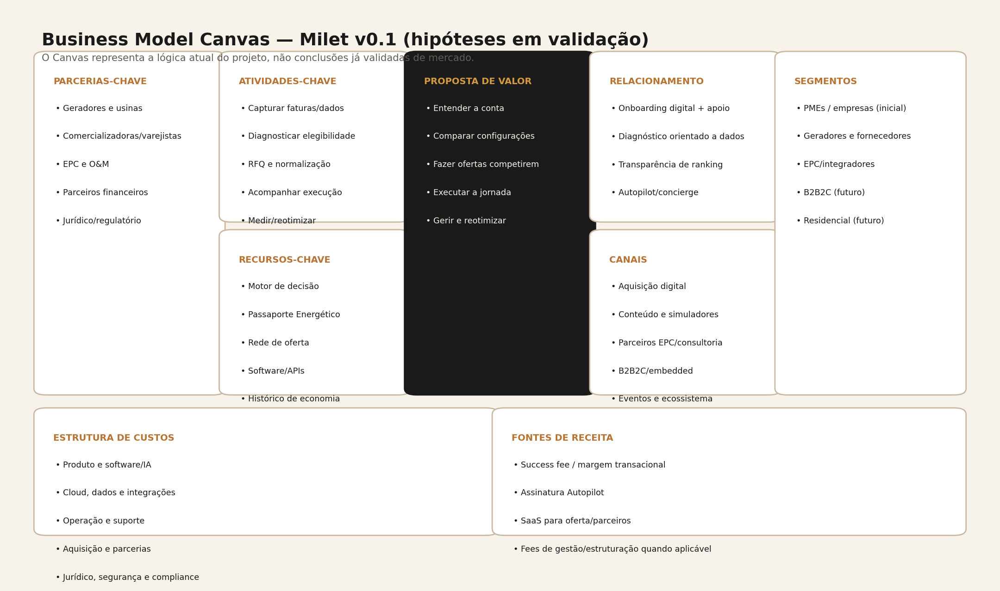 Business Model Canvas — Milet v0.1 (hipóteses em validação)
O Canvas representa a lógica atual do projeto, não conclusões já validadas de mercado.
PARCERIAS-CHAVE
• Geradores e usinas
• Comercializadoras/varejistas
• EPC e O&M
• Parceiros financeiros
• Jurídico/regulatório
ATIVIDADES-CHAVE
• Capturar faturas/dados
• Diagnosticar elegibilidade
• RFQ e normalização
• Acompanhar execução
• Medir/reotimizar
RECURSOS-CHAVE
• Motor de decisão
• Passaporte Energético
• Rede de oferta
• Software/APIs
• Histórico de economia
PROPOSTA DE VALOR
• Entender a conta
• Comparar configurações
• Fazer ofertas competirem
• Executar a jornada
• Gerir e reotimizar
RELACIONAMENTO
• Onboarding digital + apoio
• Diagnóstico orientado a dados
• Transparência de ranking
• Autopilot/concierge
CANAIS
• Aquisição digital
• Conteúdo e simuladores
• Parceiros EPC/consultoria
• B2B2C/embedded
• Eventos e ecossistema
SEGMENTOS
• PMEs / empresas (inicial)
• Geradores e fornecedores
• EPC/integradores
• B2B2C (futuro)
• Residencial (futuro)
ESTRUTURA DE CUSTOS
• Produto e software/IA
• Cloud, dados e integrações
• Operação e suporte
• Aquisição e parcerias
• Jurídico, segurança e compliance
FONTES DE RECEITA
• Success fee / margem transacional
• Assinatura Autopilot
• SaaS para oferta/parceiros
• Fees de gestão/estruturação quando aplicável